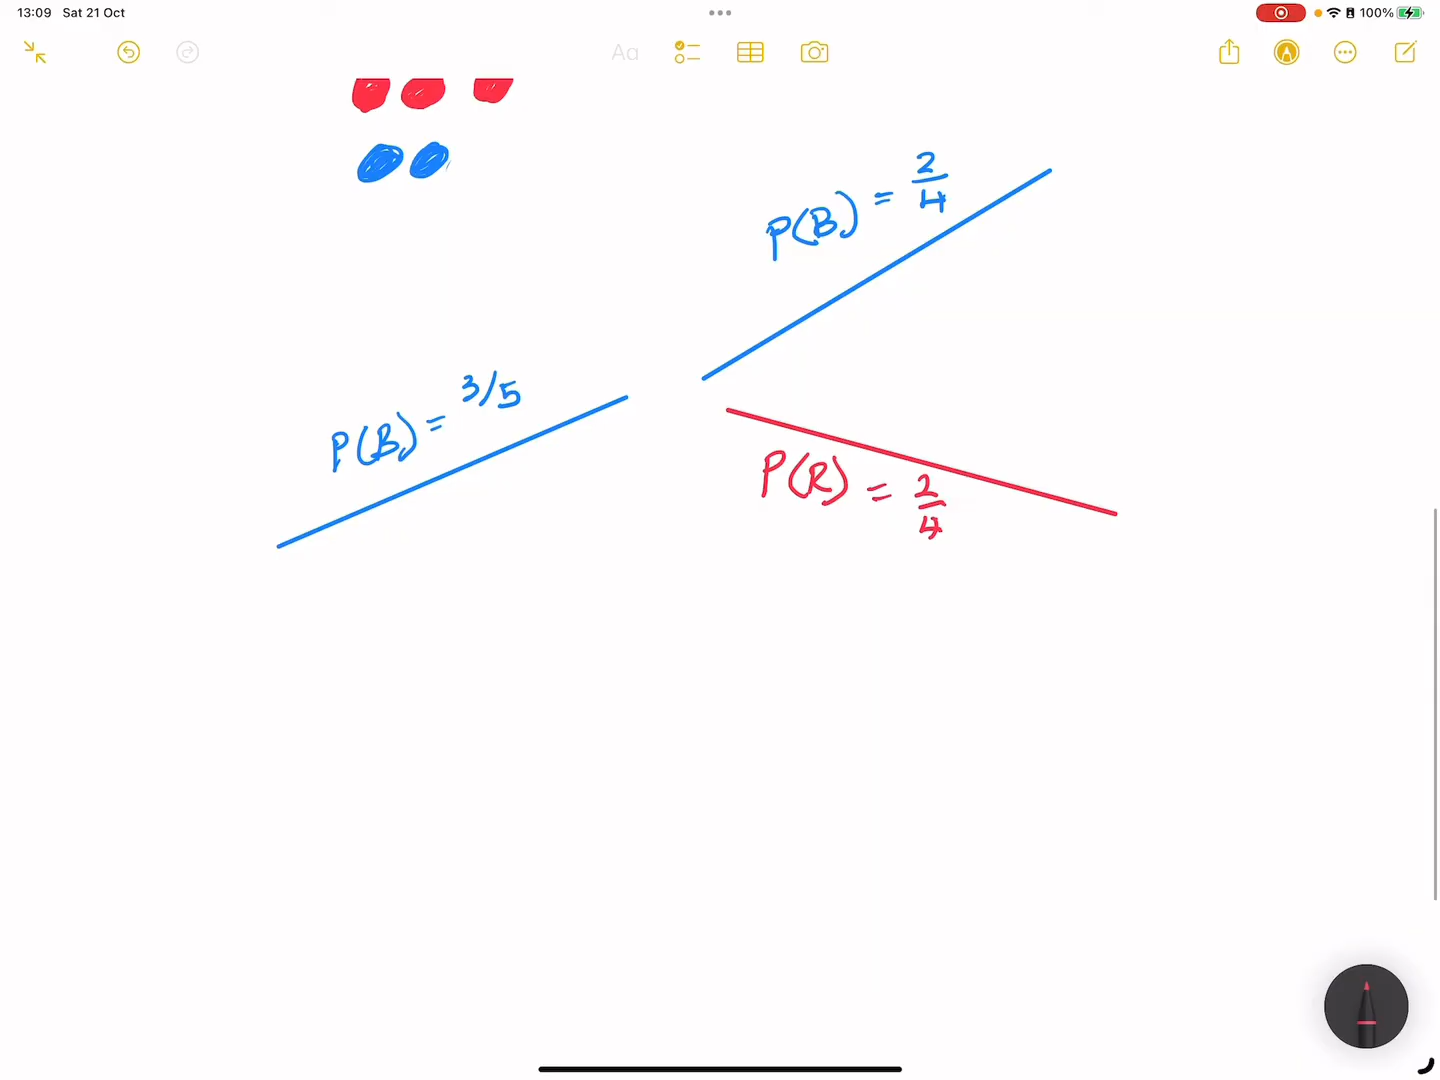 13:09 Sat 21 Oct
100%
Aa
P(B) = 2/4
P(B) = 3/5
P(R) = 2/4